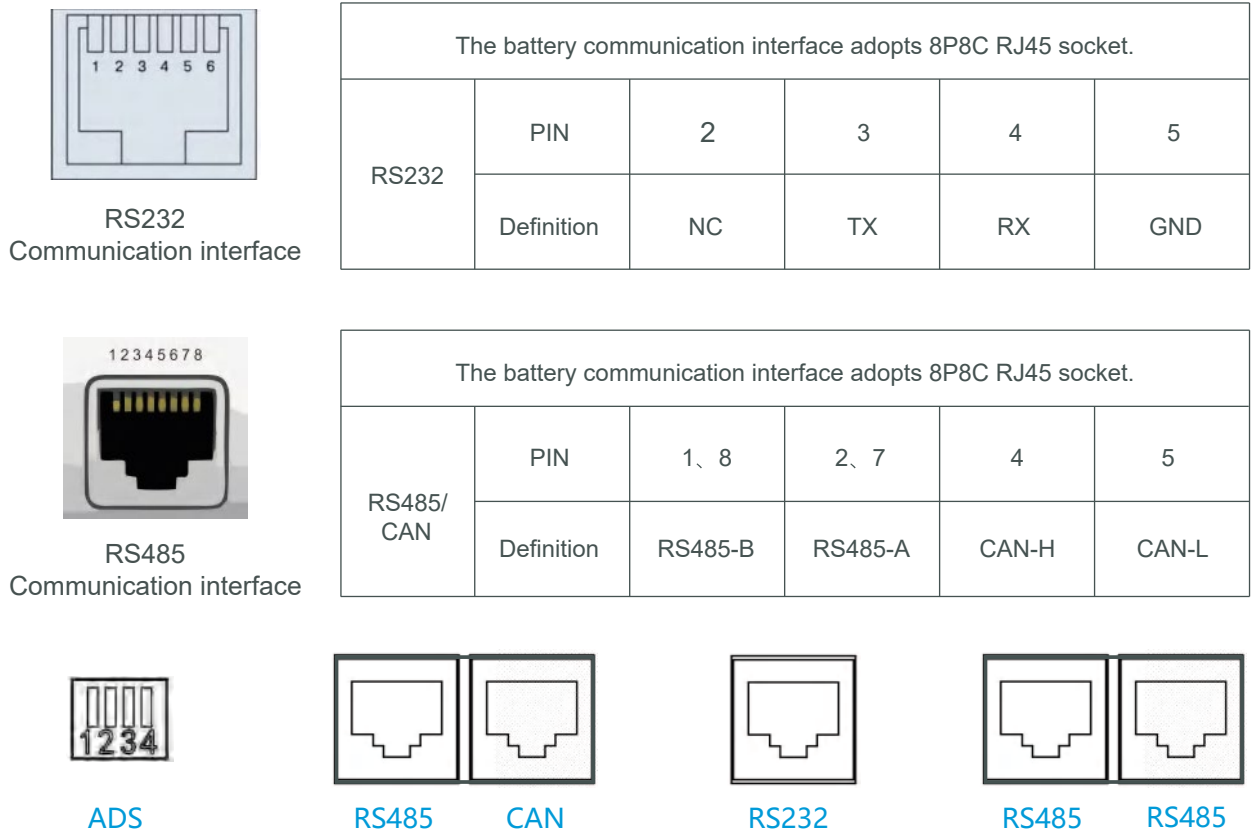 1 2 3 4 5 6
RS232
Communication interface
The battery communication interface adopts 8P8C RJ45 socket.
RS232
PIN 2 3 4 5
Definition NC TX RX GND
12345678
RS485
Communication interface
The battery communication interface adopts 8P8C RJ45 socket.
RS485/
CAN
PIN 1、8 2、7 4 5
Definition RS485-B RS485-A CAN-H CAN-L
1234
ADS RS485 CAN RS232 RS485 RS485